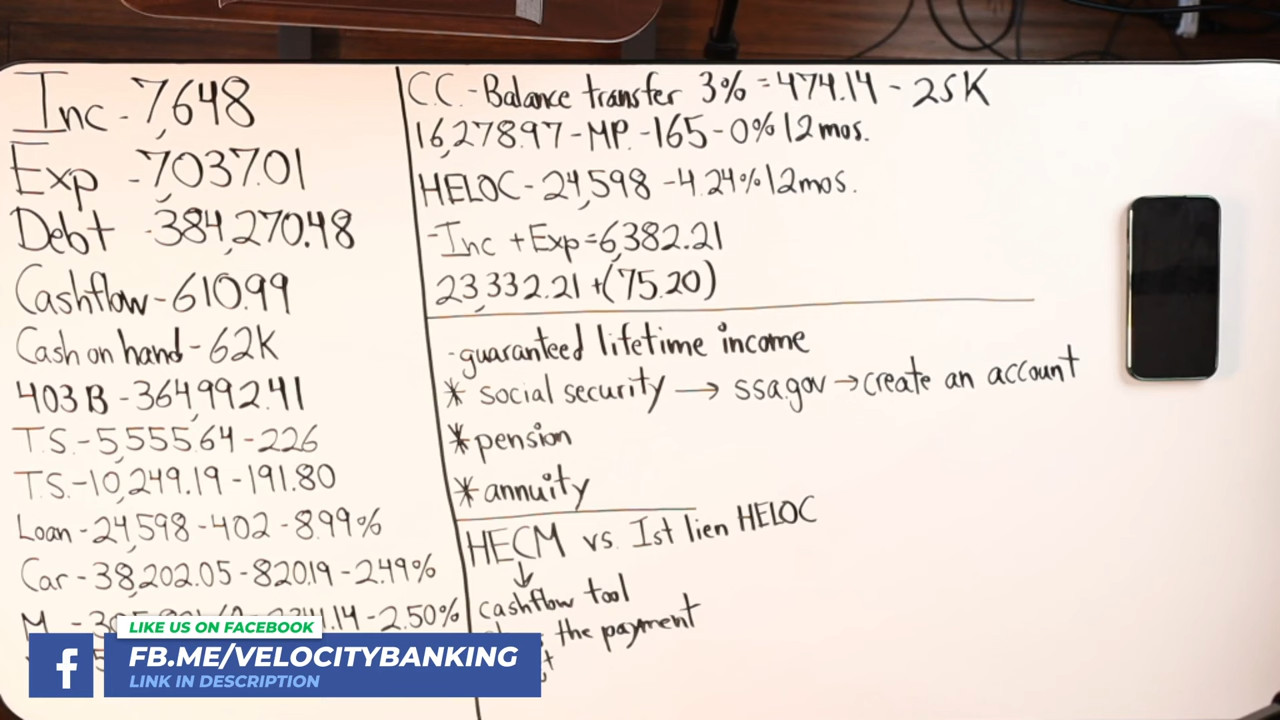 Inc - 7,648
Exp - 7,037.01
Debt - 384,270.48
Cashflow - 610.99
Cash on hand - 62K
403B - 364,992.41
T.S. - 5,555.64 - 226
T.S. - 10,249.19 - 191.80
Loan - 24,598 - 402 - 8.99%
Car - 38,202.05 - 820.19 - 2.49%
M - .14 - 2.50%
C.C. - Balance transfer 3% = 474.14 - 25K
16,278.97 - MP. - 165 - 0% 12mos.
HELOC - 24,598 - 4.24% 12mos.
- Inc + Exp = 6,382.21
23,332.21 + (75.20)
- guaranteed lifetime income
* social security → ssa.gov → create an account
* pension
* annuity
HECM vs. 1st lien HELOC
↓
cashflow tool
the payment
LIKE US ON FACEBOOK
f
FB.ME/VELOCITYBANKING
LINK IN DESCRIPTION